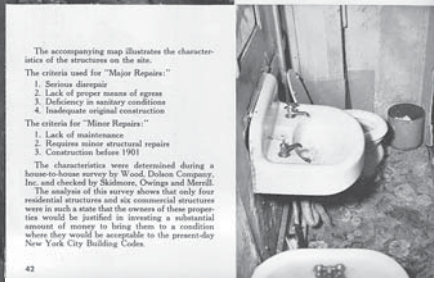 The accompanying map illustrates the character-
istics of the structures on the site.
The criteria used for "Major Repairs:"
1. Serious disrepair
2. Lack of proper means of egress
3. Deficiency in sanitary conditions
4. Inadequate original construction
The criteria for "Minor Repairs:"
1. Lack of maintenance
2. Requires minor structural repairs
3. Construction before 1901
The characteristics were determined during a
house-to-house survey by Wood, Dolson Company,
Inc. and checked by Skidmore, Owings and Merrill.
The analysis of this survey shows that only four
residential structures and six commercial structures
were in such a state that the owners of these proper-
ties would be justified in investing a substantial
amount of money to bring them to a condition
where they would be acceptable to the present-day
New York City Building Codes.
42